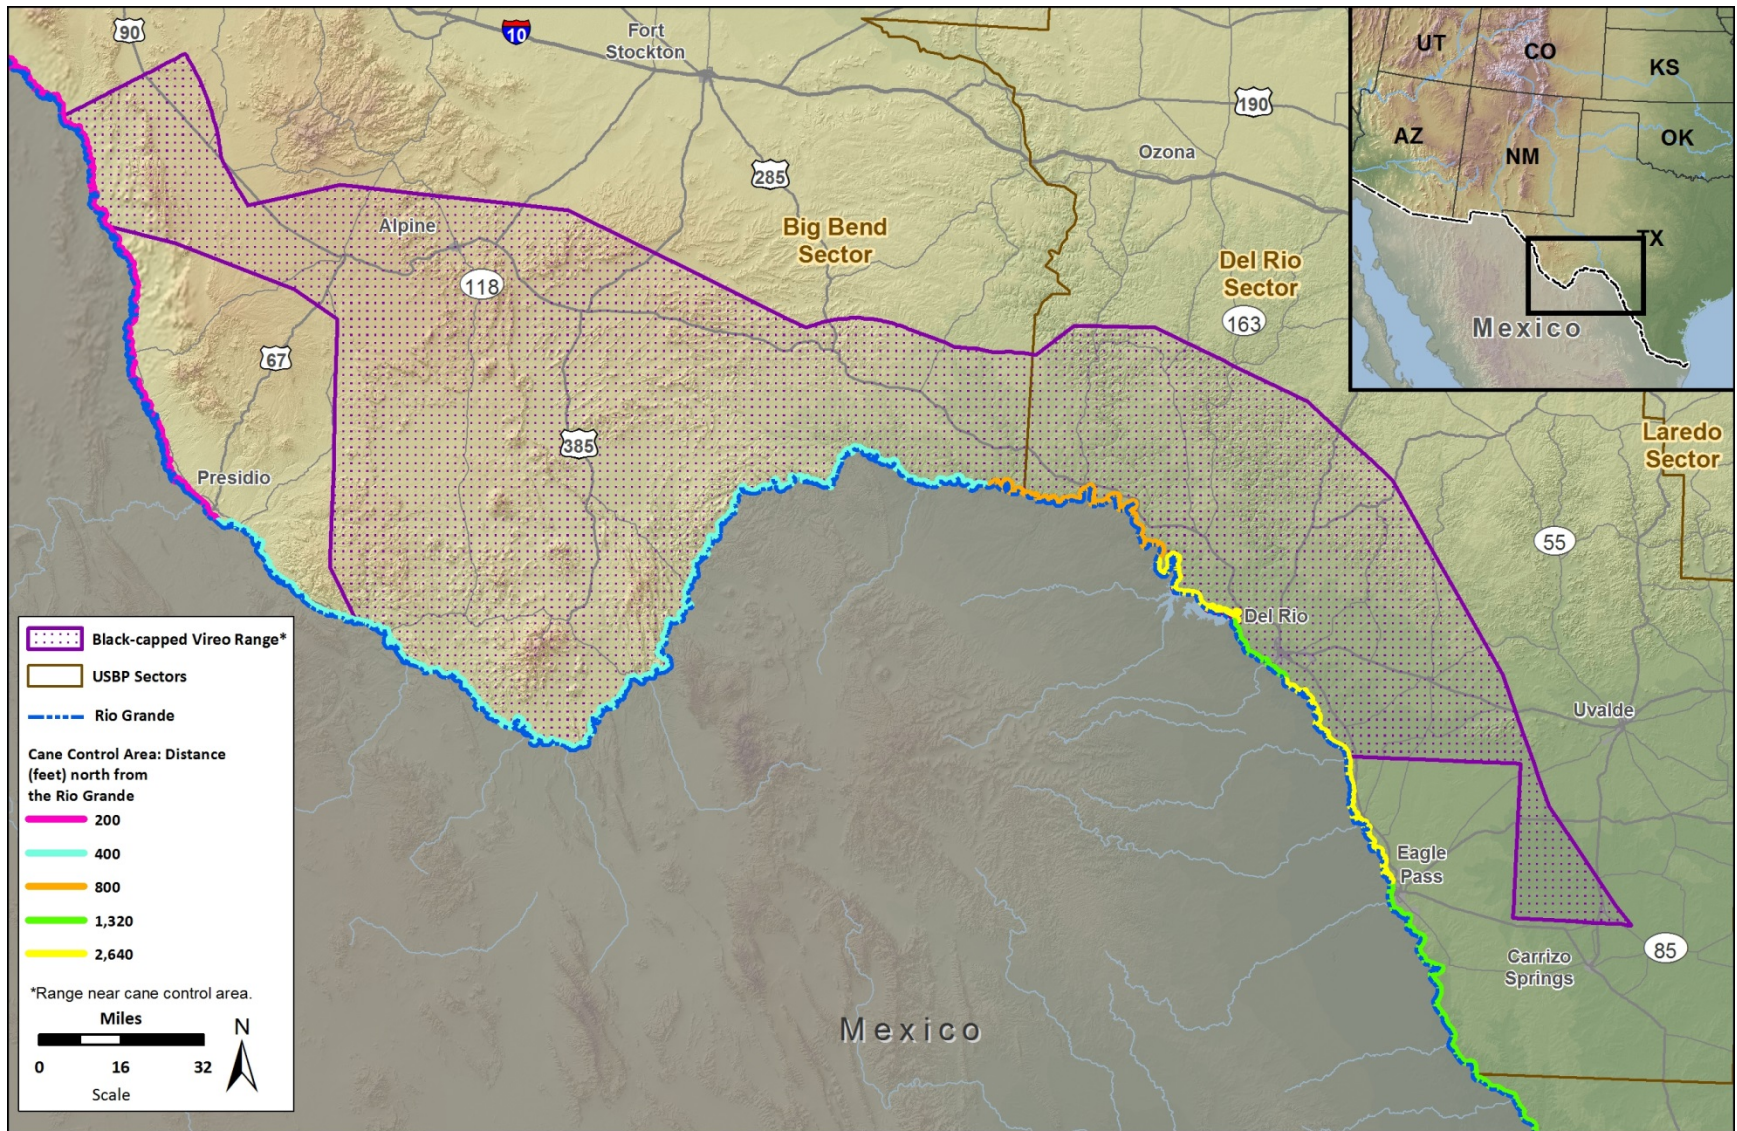 90
10
Fort
Stockton
190
Ozona
285
Alpine
Big Bend
Sector
Del Rio
Sector
118
163
67
385
Presidio
Laredo
Sector
55
Del Rio
Uvalde
Eagle
Pass
Carrizo
Springs
85
Mexico
UT
CO
KS
AZ
NM
OK
TX
Mexico
Black-capped Vireo Range*
USBP Sectors
Rio Grande
Cane Control Area: Distance
(feet) north from
the Rio Grande
200
400
800
1,320
2,640
*Range near cane control area.
Miles
N
0 16 32
Scale